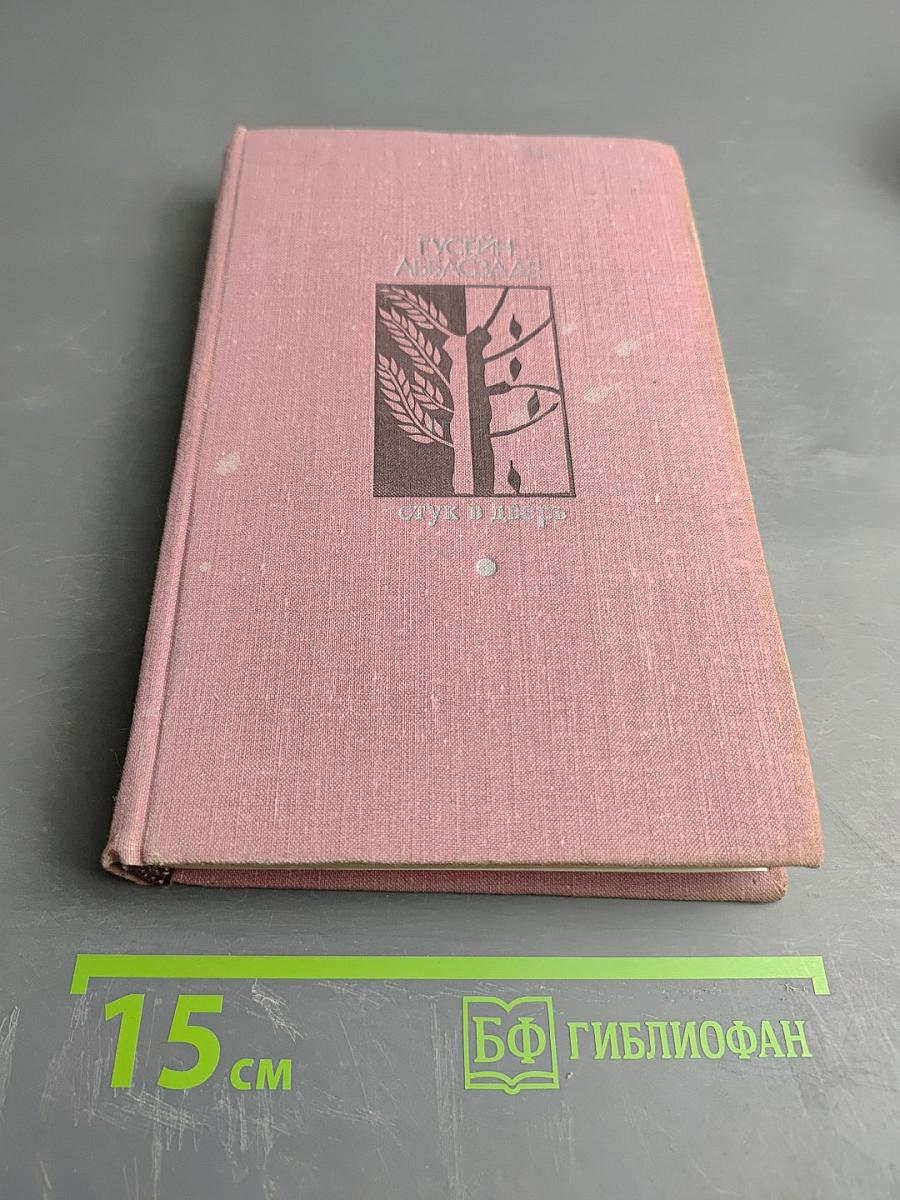 ГУСЕЙН
АББАСЗАДЕ
стук в дверь
15 см
БФ ГИБЛИОФАН